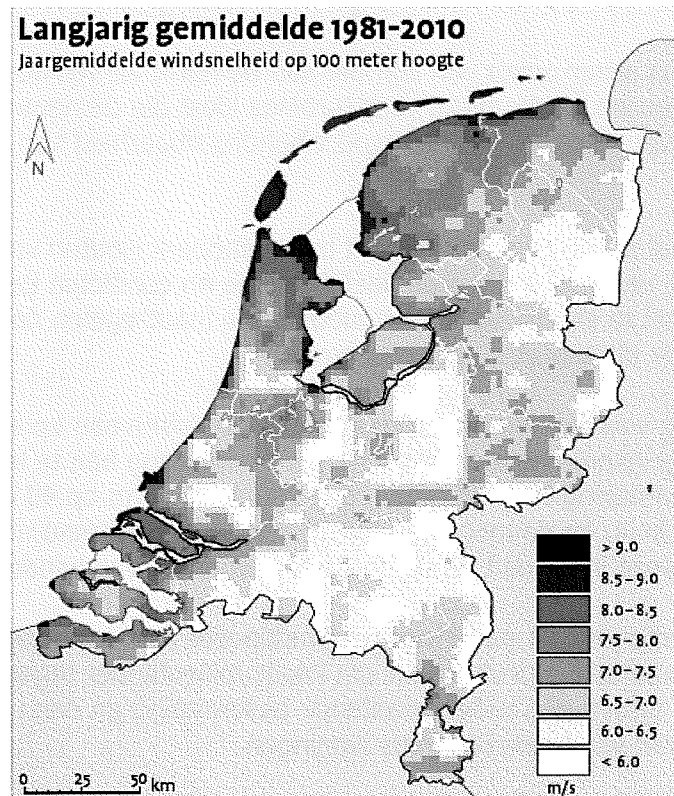 Langjarig gemiddelde 1981-2010
Jaargemiddelde windsnelheid op 100 meter hoogte
N
> 9.0
8.5-9.0
8.0-8.5
7.5-8.0
7.0-7.5
6.5-7.0
6.0-6.5
< 6.0
m/s
0 25 50 km